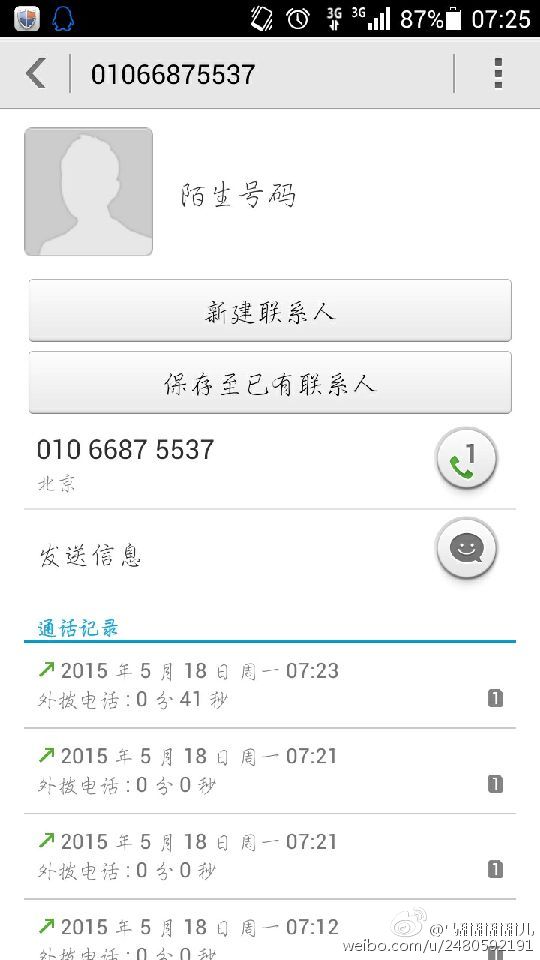 3G 3G 87% 07:25
01066875537
陌生号码
新建联系人
保存至已有联系人
010 6687 5537
1
北京
发送信息
通话记录
2015 年 5 月 18 日 周一 07:23
外拨电话:0 分 41 秒 1
2015 年 5 月 18 日 周一 07:21
外拨电话:0 分 0 秒 1
2015 年 5 月 18 日 周一 07:21
外拨电话:0 分 0 秒 1
2015 年 5 月 18 日 周一 07:12
外拨电话:0 分 0 秒
weibo.com/u/2480592191